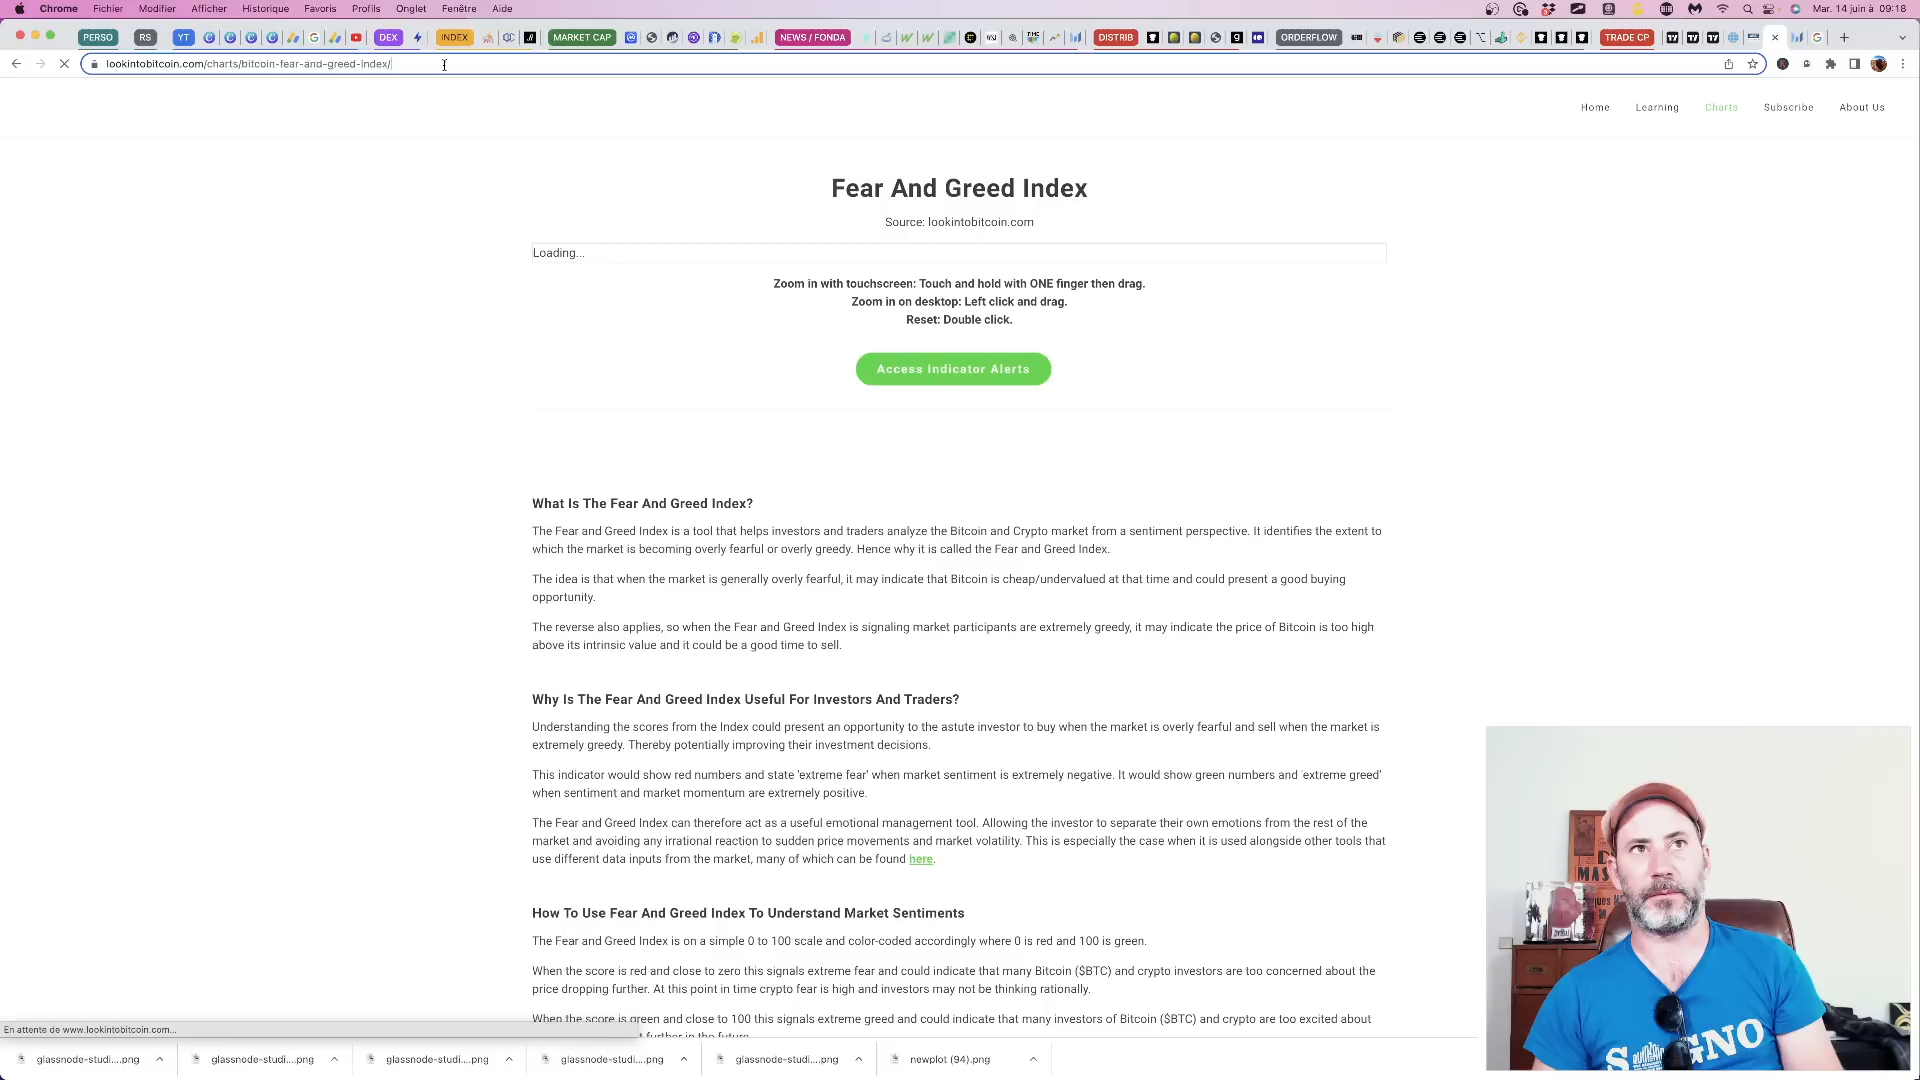 Chrome Fichier Modifier Afficher Historique Favoris Profils Onglet Fenêtre Aide Mar. 14 juin à 09:18
PERSO RS YT DEX INDEX MARKET CAP NEWS / FONDA DISTRIB ORDERFLOW TRADE CP
lookintobitcoin.com/charts/bitcoin-fear-and-greed-index/
Home Learning Charts Subscribe About Us
Fear And Greed Index
Source: lookintobitcoin.com
Loading...
Zoom in with touchscreen: Touch and hold with ONE finger then drag.
Zoom in on desktop: Left click and drag.
Reset: Double click.
Access Indicator Alerts
What Is The Fear And Greed Index?
The Fear and Greed Index is a tool that helps investors and traders analyze the Bitcoin and Crypto market from a sentiment perspective. It identifies the extent to
which the market is becoming overly fearful or overly greedy. Hence why it is called the Fear and Greed Index.
The idea is that when the market is generally overly fearful, it may indicate that Bitcoin is cheap/undervalued at that time and could present a good buying
opportunity.
The reverse also applies, so when the Fear and Greed Index is signaling market participants are extremely greedy, it may indicate the price of Bitcoin is too high
above its intrinsic value and it could be a good time to sell.
Why Is The Fear And Greed Index Useful For Investors And Traders?
Understanding the scores from the Index could present an opportunity to the astute investor to buy when the market is overly fearful and sell when the market is
extremely greedy. Thereby potentially improving their investment decisions.
This indicator would show red numbers and state 'extreme fear' when market sentiment is extremely negative. It would show green numbers and 'extreme greed'
when sentiment and market momentum are extremely positive.
The Fear and Greed Index can therefore act as a useful emotional management tool. Allowing the investor to separate their own emotions from the rest of the
market and avoiding any irrational reaction to sudden price movements and market volatility. This is especially the case when it is used alongside other tools that
use different data inputs from the market, many of which can be found here.
How To Use Fear And Greed Index To Understand Market Sentiments
The Fear and Greed Index is on a simple 0 to 100 scale and color-coded accordingly where 0 is red and 100 is green.
When the score is red and close to zero this signals extreme fear and could indicate that many Bitcoin ($BTC) and crypto investors are too concerned about the
price dropping further. At this point in time crypto fear is high and investors may not be thinking rationally.
When the score is green and close to 100 this signals extreme greed and could indicate that many investors of Bitcoin ($BTC) and crypto are too excited about
further in the future.
En attente de www.lookintobitcoin.com...
glassnode-studi....png glassnode-studi....png glassnode-studi....png glassnode-studi....png glassnode-studi....png newplot (94).png